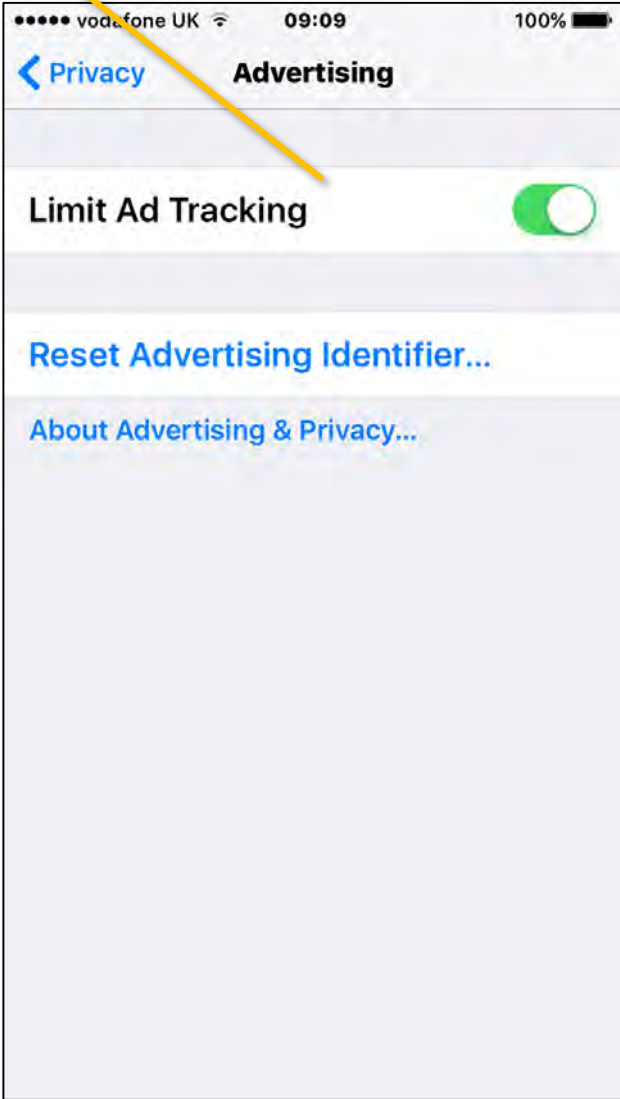 vodafone UK 09:09 100%
Privacy Advertising
Limit Ad Tracking
Reset Advertising Identifier...
About Advertising & Privacy...